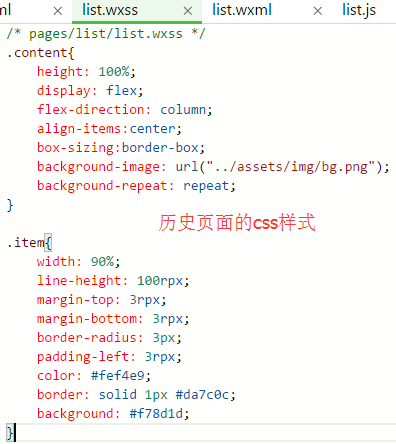 ml list.wxss list.wxml list.js
/* pages/list/list.wxss */
.content{
    height: 100%;
    display: flex;
    flex-direction: column;
    align-items:center;
    box-sizing:border-box;
    background-image: url("../assets/img/bg.png");
    background-repeat: repeat;
}
历史页面的css样式
.item{
    width: 90%;
    line-height: 100rpx;
    margin-top: 3rpx;
    margin-bottom: 3rpx;
    border-radius: 3px;
    padding-left: 3rpx;
    color: #fef4e9;
    border: solid 1px #da7c0c;
    background: #f78d1d;
}